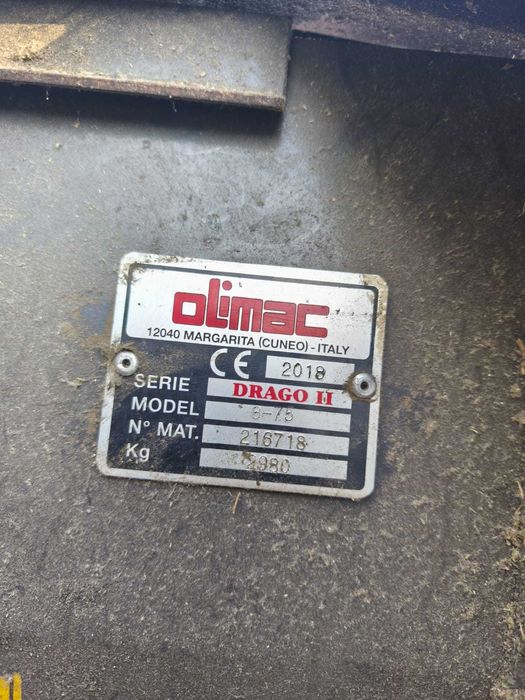 olimac
12040 MARGARITA (CUNEO) - ITALY
CE 2018
SERIE DRAGO II
MODEL
N° MAT. 216718
Kg